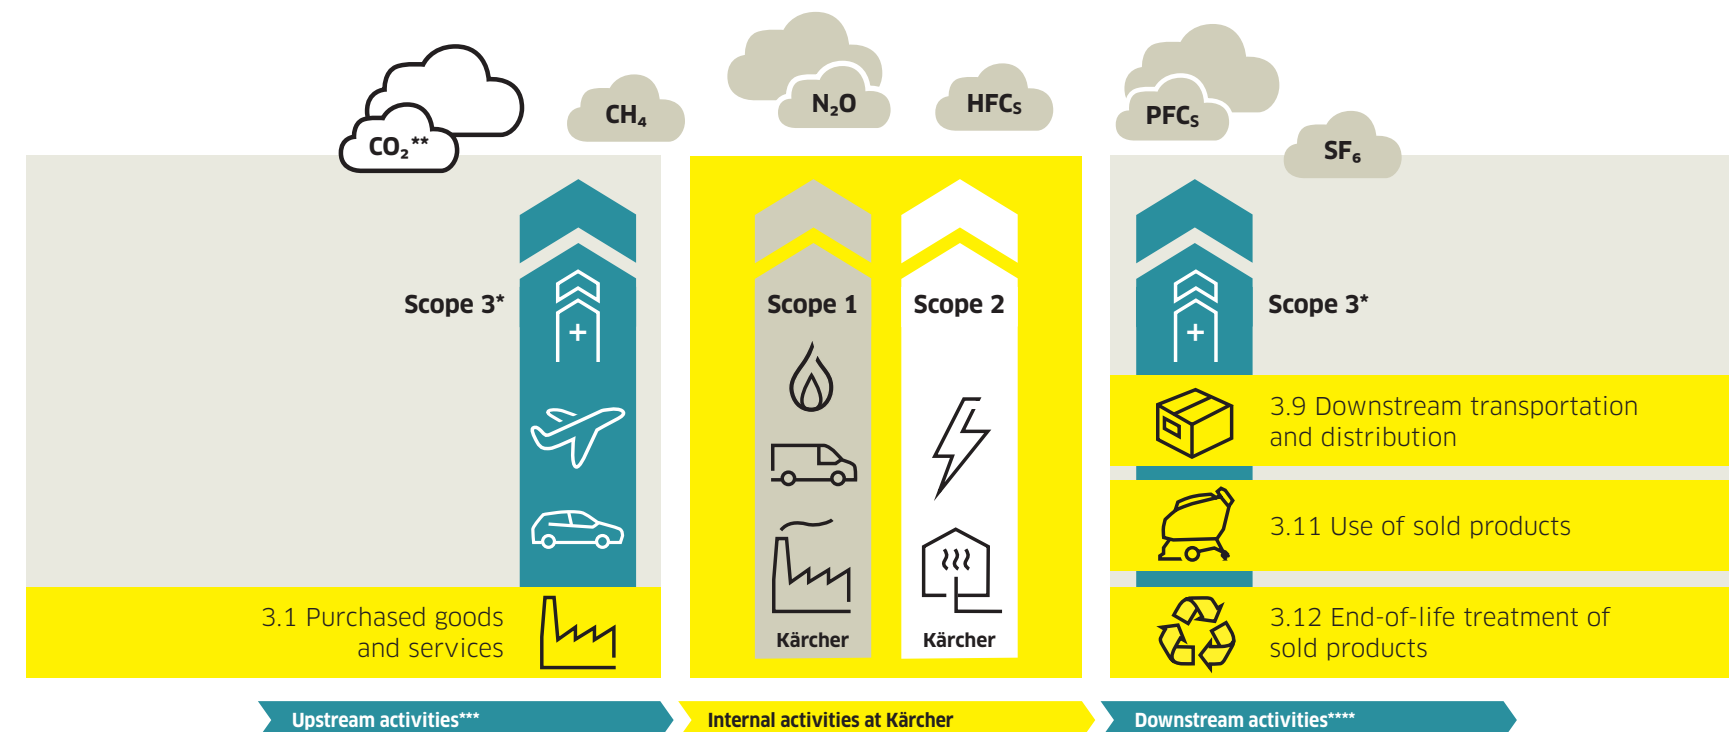 CO₂**
CH₄
N₂O
HFCs
PFCs
SF₆
Scope 3*
+
Scope 1
Scope 2
+
Scope 3*
3.9 Downstream transportation
and distribution
3.11 Use of sold products
3.1 Purchased goods
and services
Kärcher
Kärcher
3.12 End-of-life treatment of
sold products
Upstream activities***
Internal activities at Kärcher
Downstream activities****